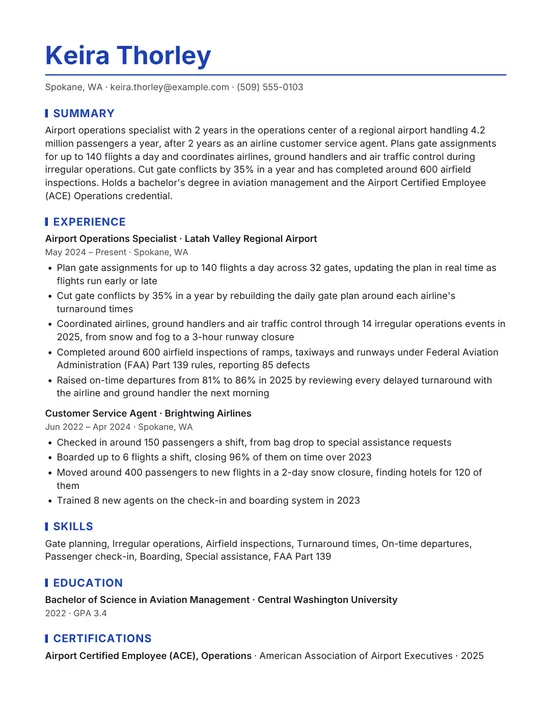 Keira Thorley
Spokane, WA · keira.thorley@example.com · (509) 555-0103
SUMMARY
Airport operations specialist with 2 years in the operations center of a regional airport handling 4.2
million passengers a year, after 2 years as an airline customer service agent. Plans gate assignments
for up to 140 flights a day and coordinates airlines, ground handlers and air traffic control during
irregular operations. Cut gate conflicts by 35% in a year and has completed around 600 airfield
inspections. Holds a bachelor's degree in aviation management and the Airport Certified Employee
(ACE) Operations credential.
EXPERIENCE
Airport Operations Specialist · Latah Valley Regional Airport
May 2024 – Present · Spokane, WA
• Plan gate assignments for up to 140 flights a day across 32 gates, updating the plan in real time as
flights run early or late
• Cut gate conflicts by 35% in a year by rebuilding the daily gate plan around each airline's
turnaround times
• Coordinated airlines, ground handlers and air traffic control through 14 irregular operations events in
2025, from snow and fog to a 3-hour runway closure
• Completed around 600 airfield inspections of ramps, taxiways and runways under Federal Aviation
Administration (FAA) Part 139 rules, reporting 85 defects
• Raised on-time departures from 81% to 86% in 2025 by reviewing every delayed turnaround with
the airline and ground handler the next morning
Customer Service Agent · Brightwing Airlines
Jun 2022 – Apr 2024 · Spokane, WA
• Checked in around 150 passengers a shift, from bag drop to special assistance requests
• Boarded up to 6 flights a shift, closing 96% of them on time over 2023
• Moved around 400 passengers to new flights in a 2-day snow closure, finding hotels for 120 of
them
• Trained 8 new agents on the check-in and boarding system in 2023
SKILLS
Gate planning, Irregular operations, Airfield inspections, Turnaround times, On-time departures,
Passenger check-in, Boarding, Special assistance, FAA Part 139
EDUCATION
Bachelor of Science in Aviation Management · Central Washington University
2022 · GPA 3.4
CERTIFICATIONS
Airport Certified Employee (ACE), Operations · American Association of Airport Executives · 2025